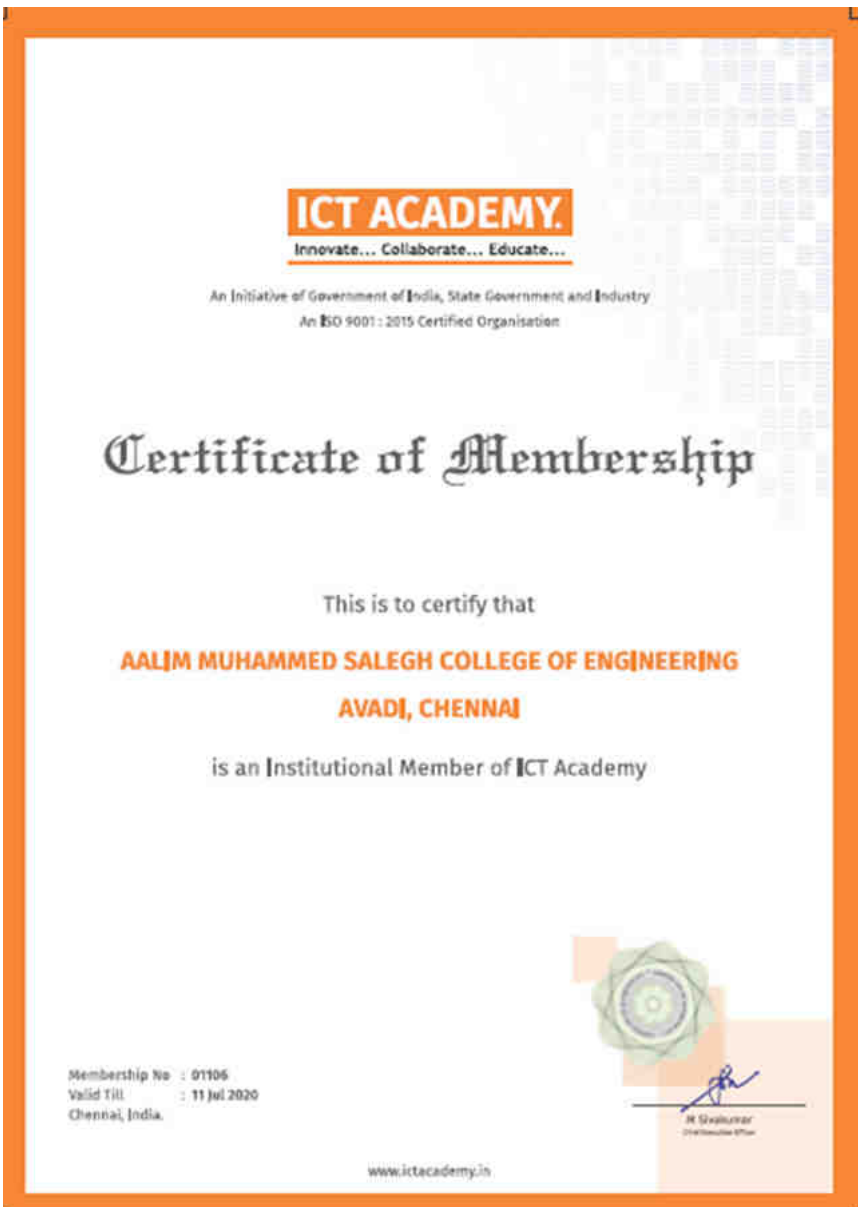 ICT ACADEMY.
Innovate... Collaborate... Educate...
An Initiative of Government of India, State Government and Industry
An ISO 9001 : 2015 Certified Organisation
Certificate of Membership
This is to certify that
AALIM MUHAMMED SALEGH COLLEGE OF ENGINEERING
AVADI, CHENNAI
is an Institutional Member of ICT Academy
Membership No : 01106
Valid Till : 11 Jul 2020
Chennai, India.
M Sivakumar
Chief Executive Officer
www.ictacademy.in